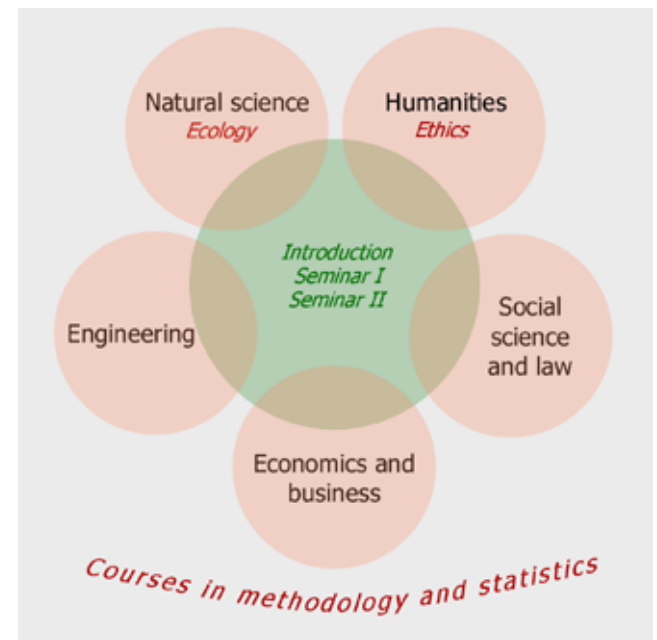 Natural science
Ecology
Humanities
Ethics
Introduction
Seminar I
Seminar II
Engineering
Social
science
and law
Economics and
business
Courses in methodology and statistics